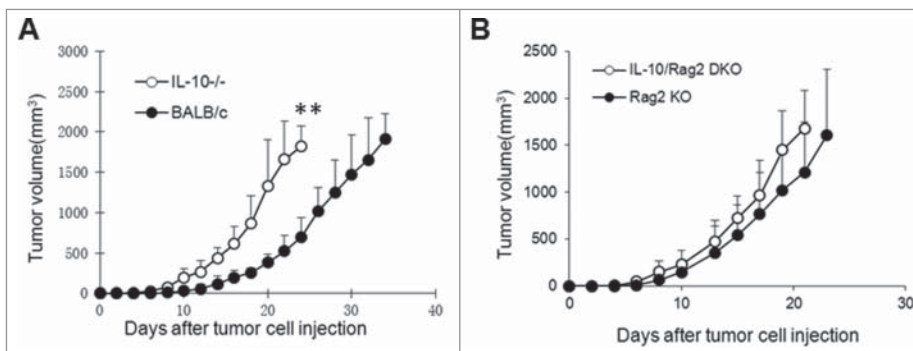 A
3000
2500
2000
1500
1000
500
0
Tumor volume(mm³)
IL-10-/-
BALB/c
**
0 10 20 30 40
Days after tumor cell injection
B
2500
2000
1500
1000
500
0
Tumor volume(mm³)
IL-10/Rag2 DKO
Rag2 KO
0 10 20 30
Days after tumor cell injection